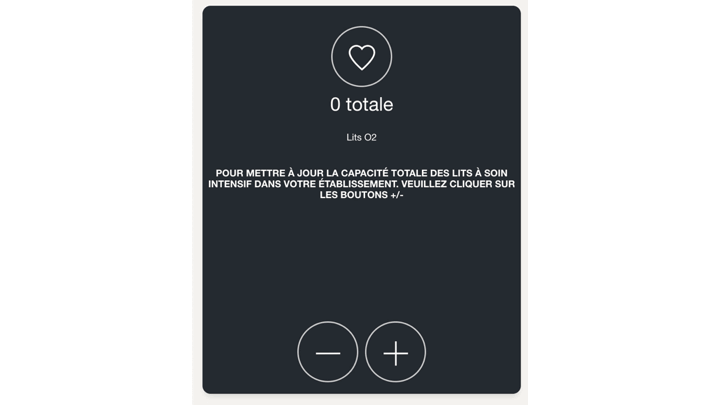 0 totale
Lits O2
POUR METTRE À JOUR LA CAPACITÉ TOTALE DES LITS À SOIN
INTENSIF DANS VOTRE ÉTABLISSEMENT. VEUILLEZ CLIQUER SUR
LES BOUTONS +/-